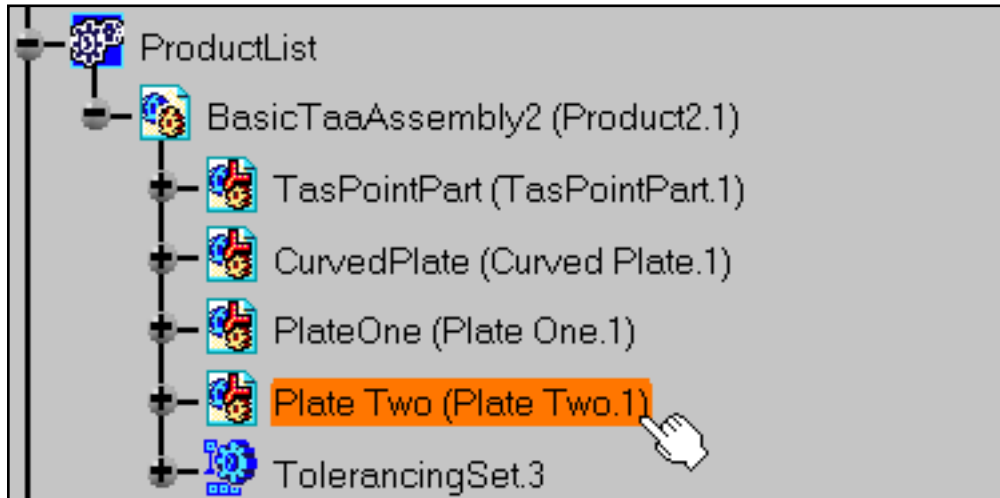 ProductList
BasicTaaAssembly2 (Product2.1)
TasPointPart (TasPointPart.1)
CurvedPlate (Curved Plate.1)
PlateOne (Plate One.1)
Plate Two (Plate Two.1)
TolerancingSet.3